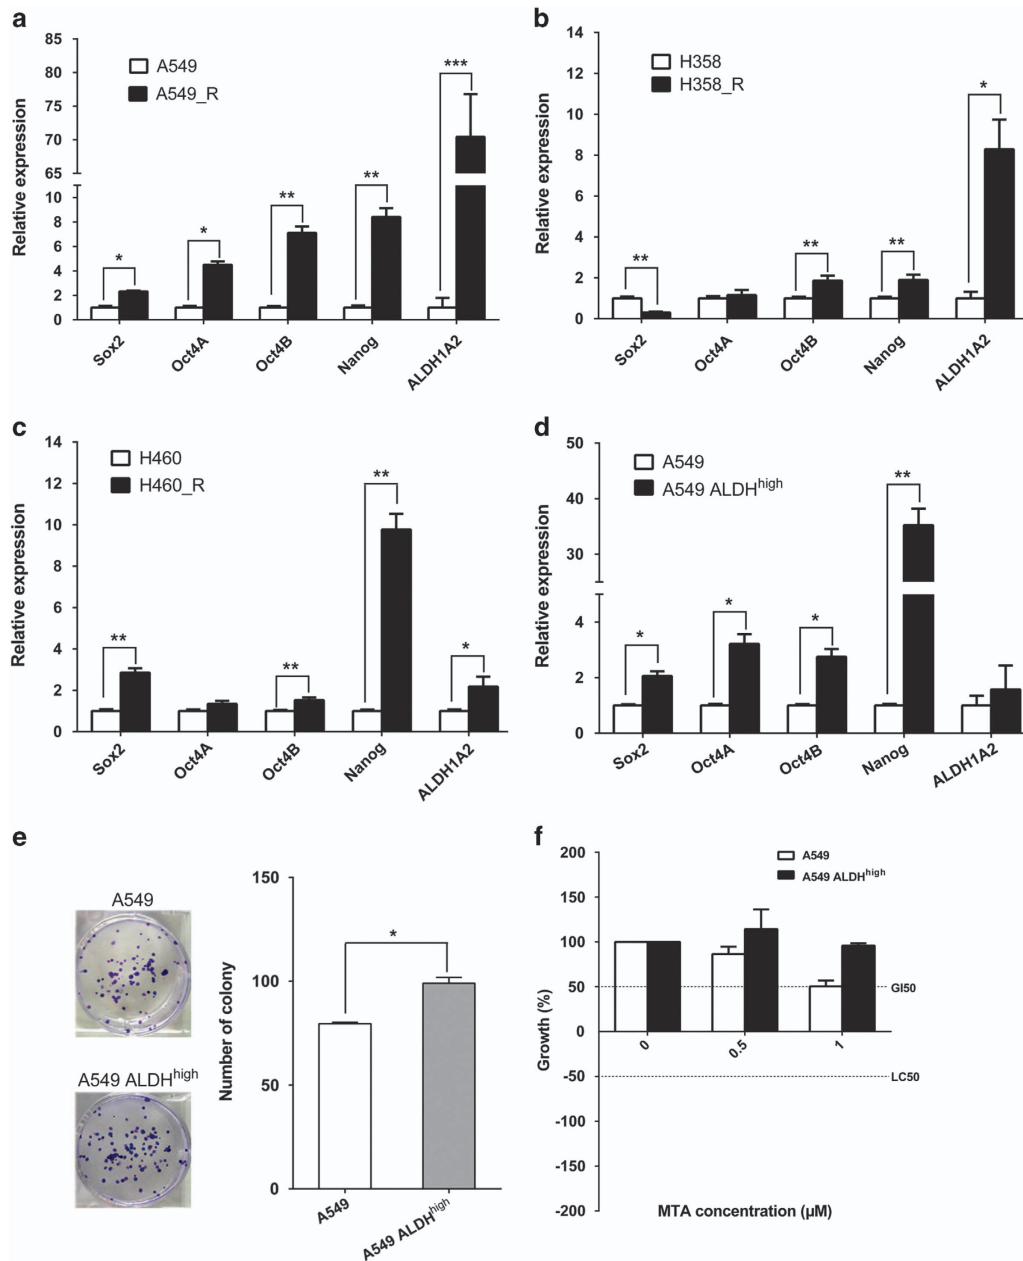 a
Relative expression
85
80
75
70
65
10
8
6
4
2
0
A549
A549_R
*
*
**
**
***
Sox2
Oct4A
Oct4B
Nanog
ALDH1A2
b
Relative expression
14
12
10
8
6
4
2
0
H358
H358_R
**
**
**
*
Sox2
Oct4A
Oct4B
Nanog
ALDH1A2
c
Relative expression
14
12
10
8
6
4
2
0
H460
H460_R
**
**
**
*
Sox2
Oct4A
Oct4B
Nanog
ALDH1A2
d
Relative expression
50
40
30
4
2
0
A549
A549 ALDHhigh
*
*
*
**
Sox2
Oct4A
Oct4B
Nanog
ALDH1A2
e
A549
A549 ALDHhigh
Number of colony
150
100
50
0
*
A549
A549 ALDHhigh
f
Growth (%)
200
150
100
50
0
-50
-100
-150
-200
A549
A549 ALDHhigh
GI50
LC50
0
0.5
1
MTA concentration (µM)